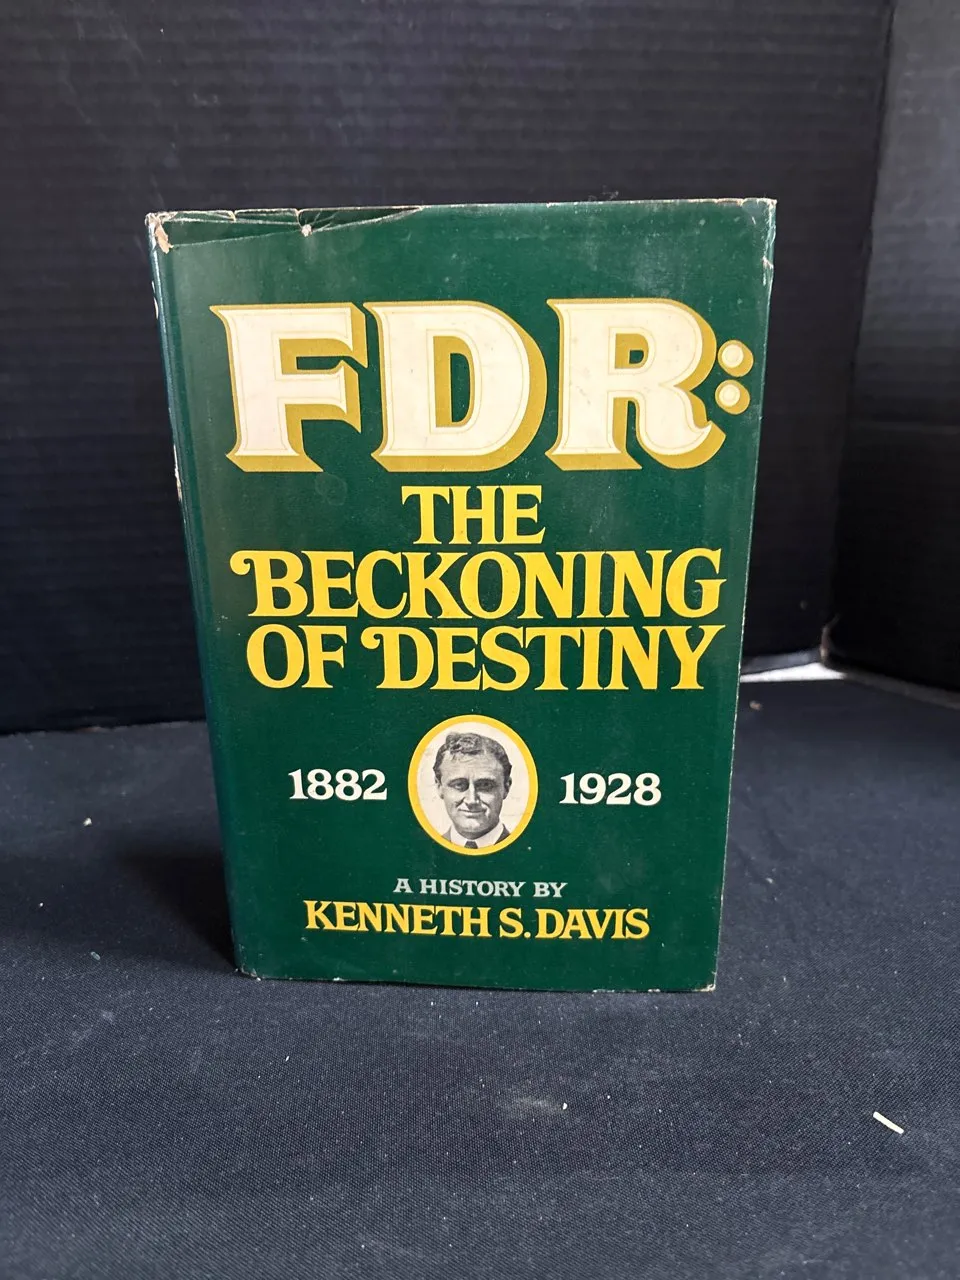 FDR:
THE
BECKONING
OF DESTINY
1882 1928
A HISTORY BY
KENNETH S. DAVIS